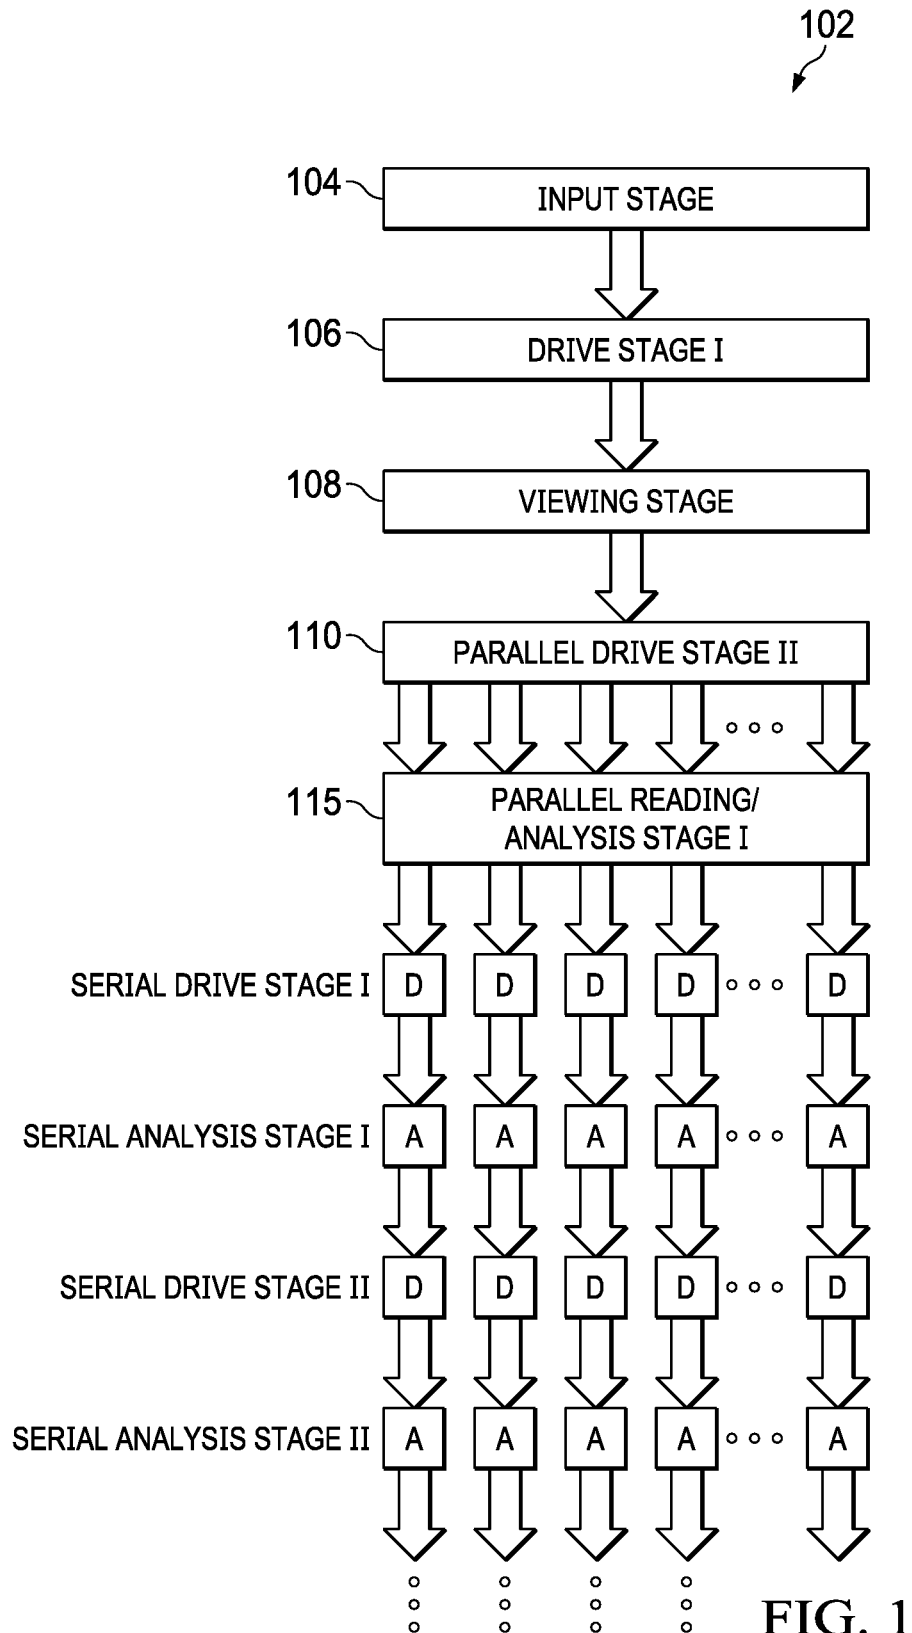 102
104
INPUT STAGE
106
DRIVE STAGE I
108
VIEWING STAGE
110
PARALLEL DRIVE STAGE II
115
PARALLEL READING/
ANALYSIS STAGE I
SERIAL DRIVE STAGE I D D D D D
SERIAL ANALYSIS STAGE I A A A A A
SERIAL DRIVE STAGE II D D D D D
SERIAL ANALYSIS STAGE II A A A A A
FIG. 1